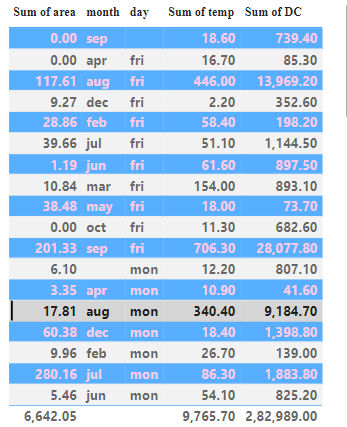 Sum of area month day Sum of temp Sum of DC
0.00 sep 18.60 739.40
0.00 apr fri 16.70 85.30
117.61 aug fri 446.00 13,969.20
9.27 dec fri 2.20 352.60
28.86 feb fri 58.40 198.20
39.66 jul fri 51.10 1,144.50
1.19 jun fri 61.60 897.50
10.84 mar fri 154.00 893.10
38.48 may fri 18.00 73.70
0.00 oct fri 11.30 682.60
201.33 sep fri 706.30 28,077.80
6.10 mon 12.20 807.10
3.35 apr mon 10.90 41.60
17.81 aug mon 340.40 9,184.70
60.38 dec mon 18.40 1,398.80
9.96 feb mon 26.70 139.00
280.16 jul mon 86.30 1,883.80
5.46 jun mon 54.10 825.20
6,642.05 9,765.70 2,82,989.00